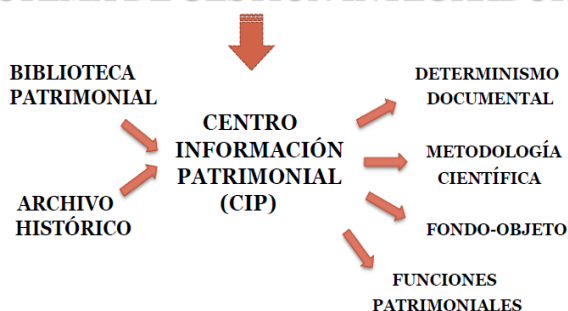 BIBLIOTECA
PATRIMONIAL
ARCHIVO
HISTÓRICO
CENTRO
INFORMACIÓN
PATRIMONIAL
(CIP)
DETERMINISMO
DOCUMENTAL
METODOLOGÍA
CIENTÍFICA
FONDO-OBJETO
FUNCIONES
PATRIMONIALES